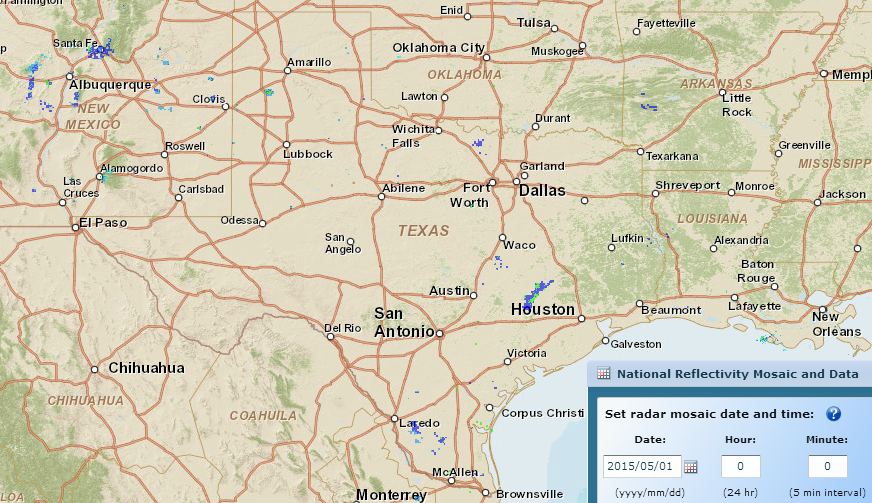 armington
Enid
Tulsa
Fayetteville
Santa Fe
Oklahoma City
Muskogee
p
Amarillo
OKLAHOMA
Albuquerque
ARKANSAS
Memph
Clovis
Lawton
Little
Rock
NEW
MEXICO
Durant
Wichita
Falls
Roswell
Lubbock
Greenville
Texarkana
Alamogordo
Garland
MISSISSIPP
Las
Cruces
Carlsbad
Abilene
Fort
Worth
Dallas
Shreveport
Monroe
Jackson
El Paso
Odessa
TEXAS
LOUISIANA
San
Angelo
Waco
Lufkin
Alexandria
Baton
Rouge
Austin
San
Antonio
Houston
Beaumont
Lafayette
New
Orleans
Del Rio
Galveston
Victoria
Chihuahua
National Reflectivity Mosaic and Data
CHIHUAHUA
COAHUILA
Laredo
Corpus Christi
Set radar mosaic date and time: ?
Date: Hour: Minute:
2015/05/01 0 0
(yyyy/mm/dd) (24 hr) (5 min interval)
McAllen
Brownsville
Monterrey
LOA